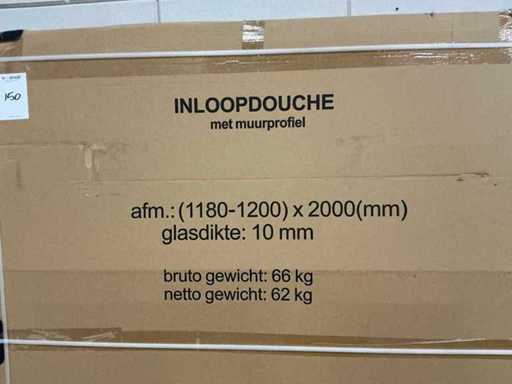 150
INLOOPDOUCHE
met muurprofiel
afm.: (1180-1200) x 2000(mm)
glasdikte: 10 mm
bruto gewicht: 66 kg
netto gewicht: 62 kg